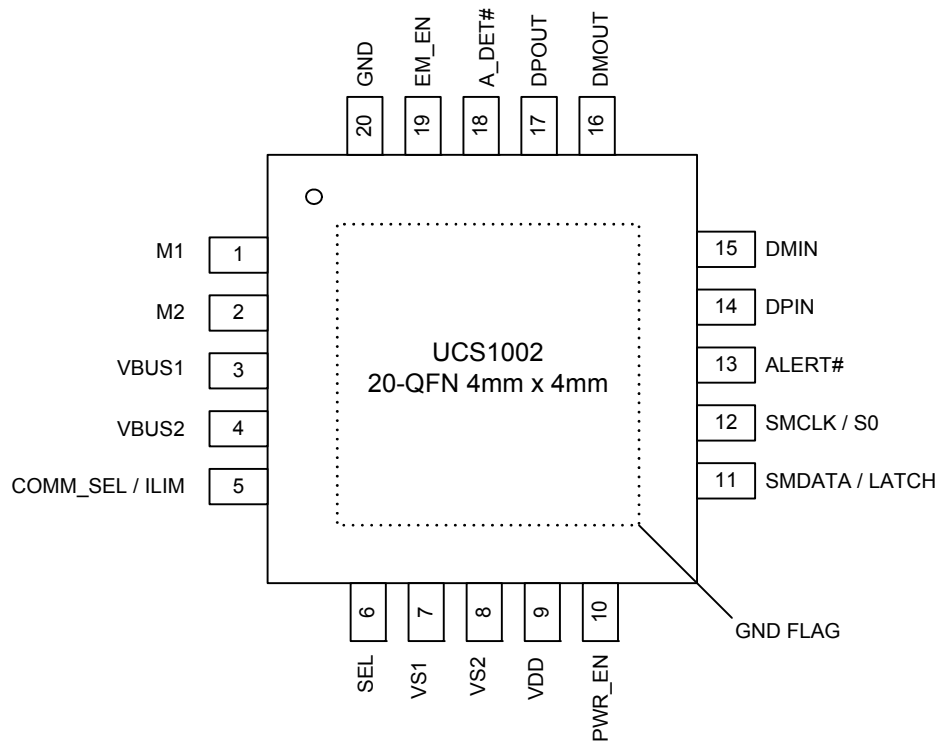 GND
EM_EN
A_DET#
DPOUT
DMOUT
20
19
18
17
16
M1
1
M2
2
VBUS1
3
VBUS2
4
COMM_SEL / ILIM
5
UCS1002
20-QFN 4mm x 4mm
15
DMIN
14
DPIN
13
ALERT#
12
SMCLK / S0
11
SMDATA / LATCH
6
7
8
9
10
SEL
VS1
VS2
VDD
PWR_EN
GND FLAG